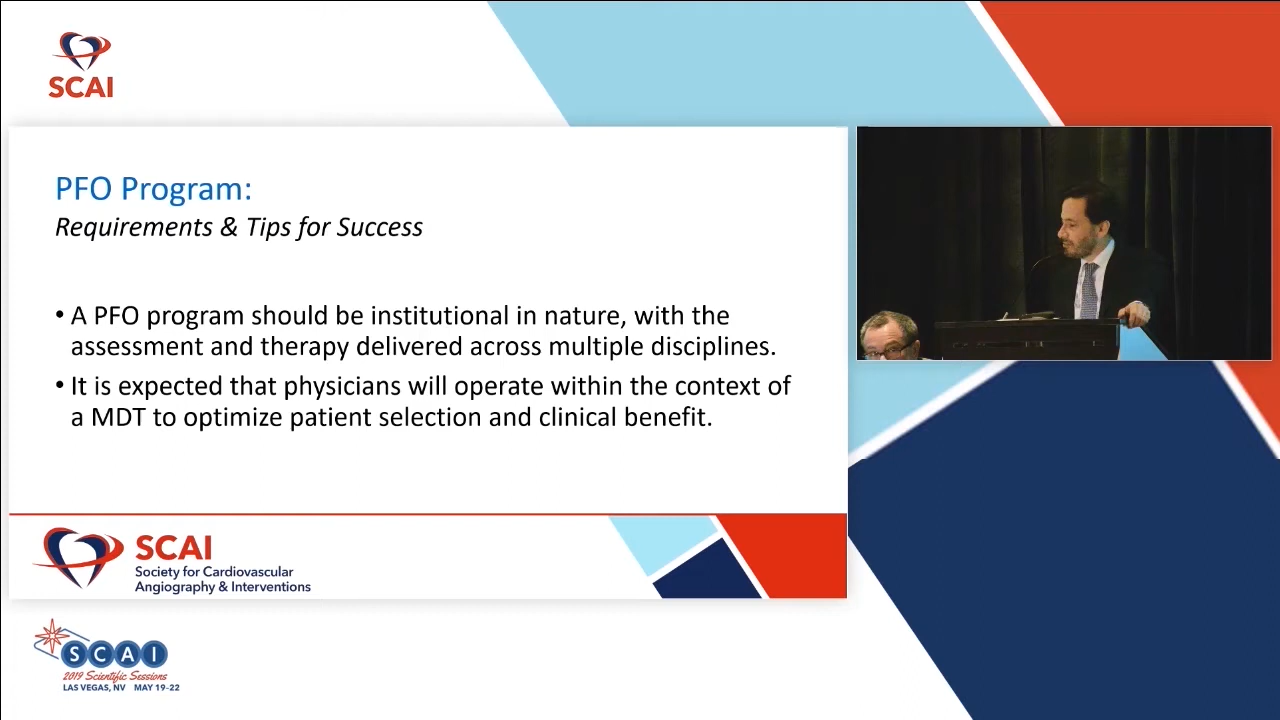 SCAI
PFO Program:
Requirements & Tips for Success
• A PFO program should be institutional in nature, with the
assessment and therapy delivered across multiple disciplines.
• It is expected that physicians will operate within the context of
a MDT to optimize patient selection and clinical benefit.
SCAI
Society for Cardiovascular
Angiography & Interventions
SCAI
2019 Scientific Sessions
LAS VEGAS, NV MAY 19-22